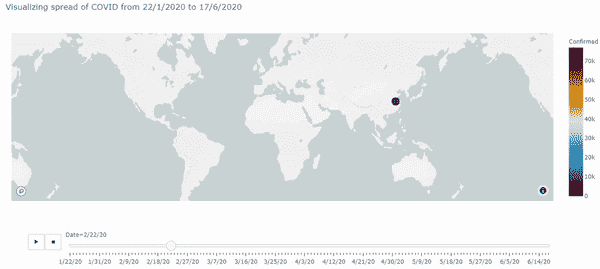 Visualizing spread of COVID from 22/1/2020 to 17/6/2020
Confirmed
70k
60k
50k
40k
30k
20k
10k
0
Date=2/22/20
1/22/20 1/31/20 2/9/20 2/18/20 2/27/20 3/7/20 3/16/20 3/25/20 4/3/20 4/12/20 4/21/20 4/30/20 5/9/20 5/18/20 5/27/20 6/5/20 6/14/20